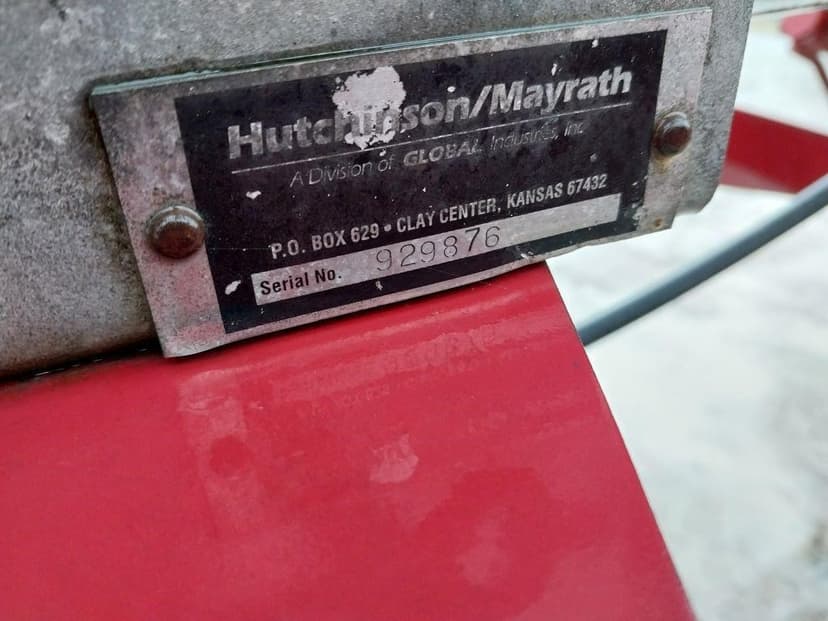 Hutchinson/Mayrath
A Division of GLOBAL Industries, Inc.
P.O. BOX 629 • CLAY CENTER, KANSAS 67432
Serial No. 929876